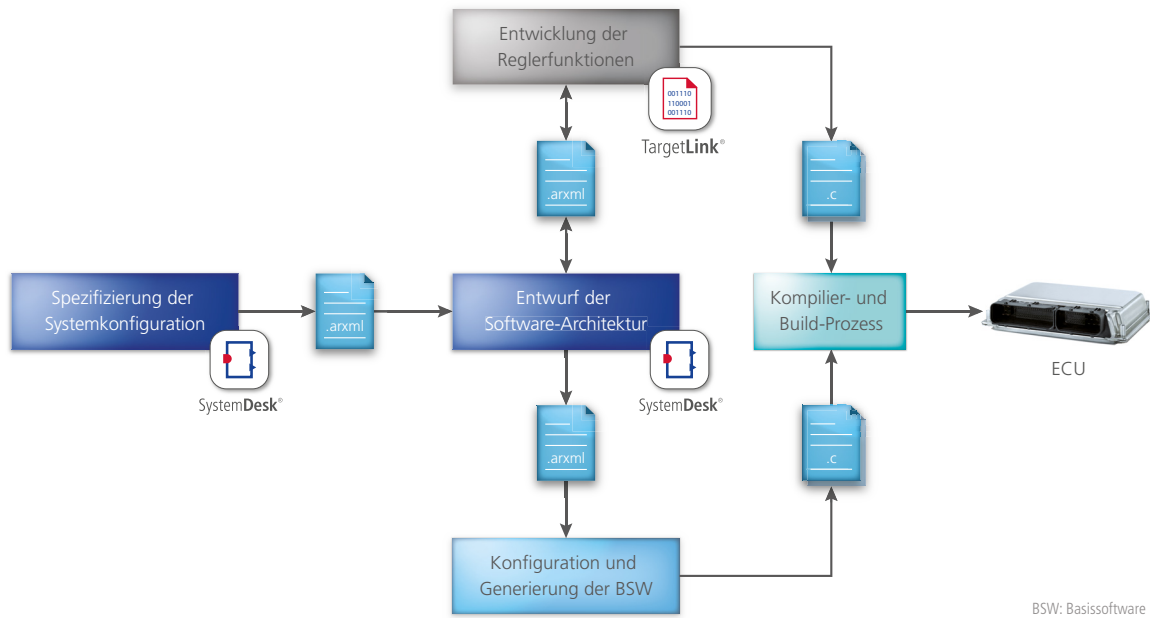 Entwicklung der
Reglerfunktionen
001110
110001
001110
TargetLink®
.arxml
.c
Spezifizierung der
Systemkonfiguration
.arxml
Entwurf der
Software-Architektur
Kompilier- und
Build-Prozess
ECU
SystemDesk®
SystemDesk®
.arxml
.c
Konfiguration und
Generierung der BSW
BSW: Basissoftware